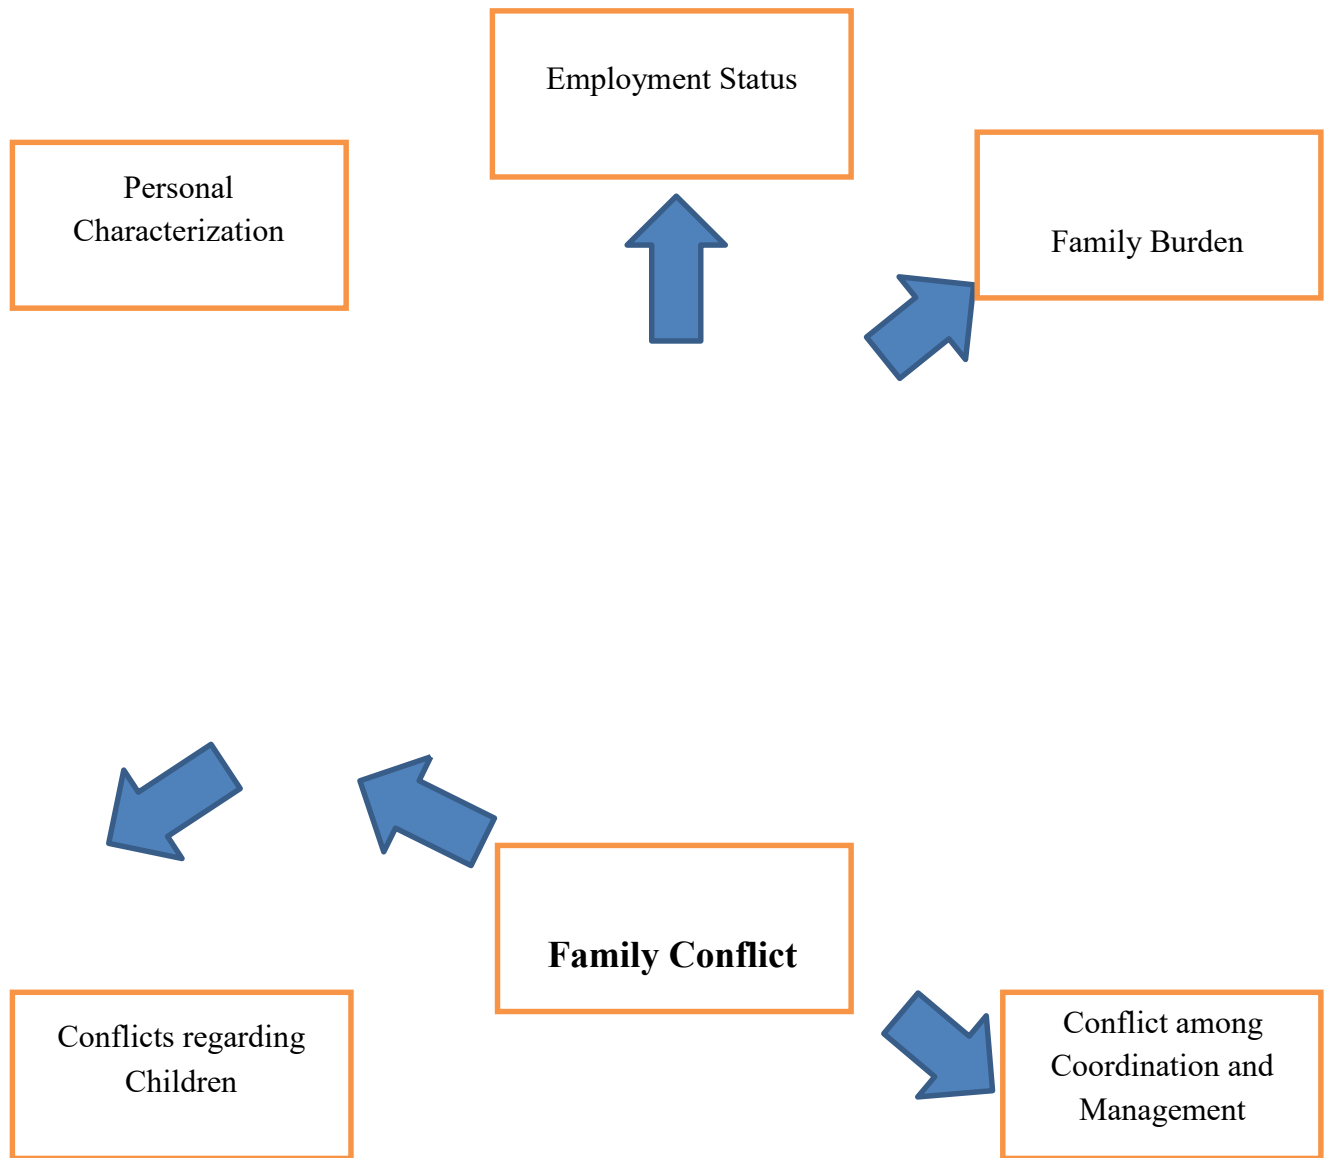 Employment Status
Personal
Characterization
Family Burden
Family Conflict
Conflicts regarding
Children
Conflict among
Coordination and
Management